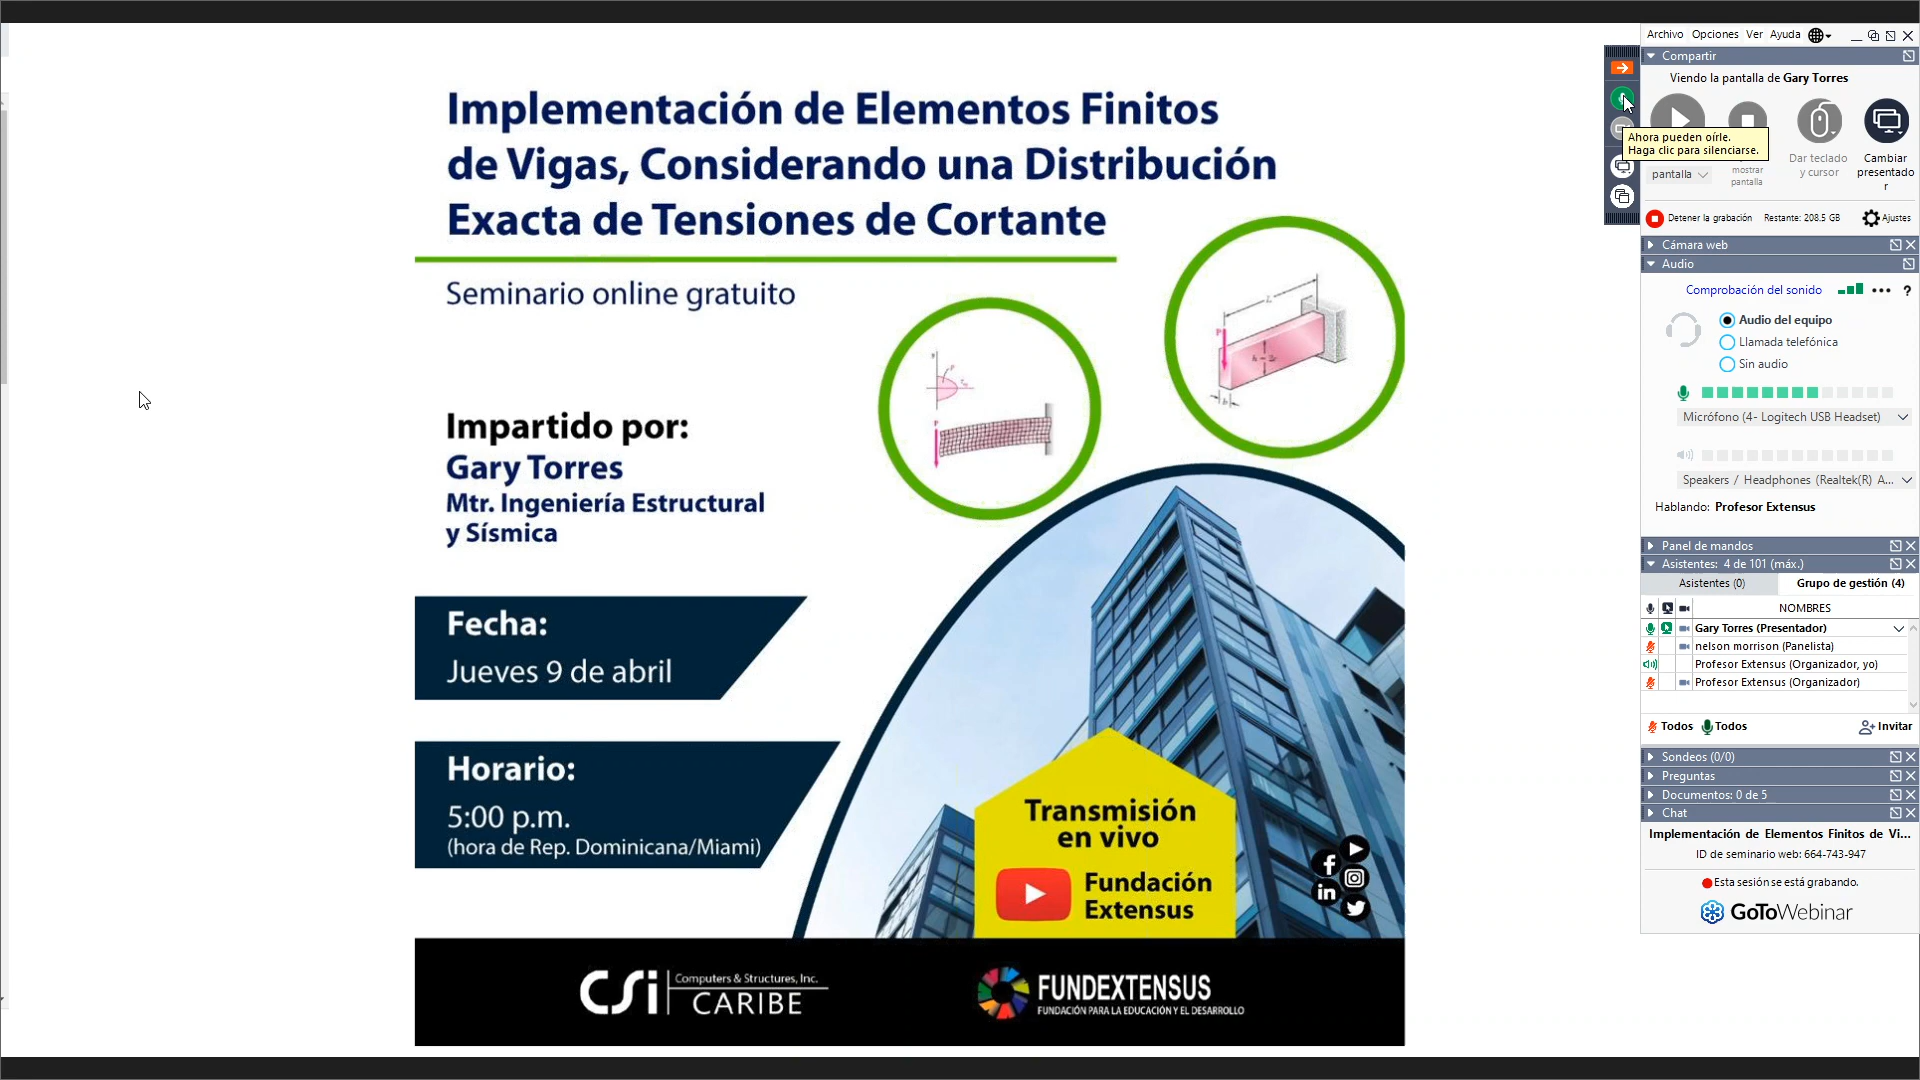 Implementación de Elementos Finitos
de Vigas, Considerando una Distribución
Exacta de Tensiones de Cortante
Seminario online gratuito
Impartido por:
Gary Torres
Mtr. Ingeniería Estructural
y Sísmica
Fecha:
Jueves 9 de abril
Horario:
5:00 p.m.
(hora de Rep. Dominicana/Miami)
Transmisión
en vivo
Fundación
Extensus
CSi
Computers & Structures, Inc.
CARIBE
FUNDEXTENSUS
FUNDACIÓN PARA LA EDUCACIÓN Y EL DESARROLLO
Archivo Opciones Ver Ayuda
Compartir
Viendo la pantalla de Gary Torres
Ahora pueden oírle.
Haga clic para silenciarse.
pantalla
mostrar
pantalla
Dar teclado
y cursor
Cambiar
presentado
r
Detener la grabación Restante: 208.5 GB Ajustes
Cámara web
Audio
Comprobación del sonido ?
Audio del equipo
Llamada telefónica
Sin audio
Micrófono (4- Logitech USB Headset)
Speakers / Headphones (Realtek(R) A...
Hablando: Profesor Extensus
Panel de mandos
Asistentes: 4 de 101 (máx.)
Asistentes (0) Grupo de gestión (4)
NOMBRES
Gary Torres (Presentador)
nelson morrison (Panelista)
Profesor Extensus (Organizador, yo)
Profesor Extensus (Organizador)
Todos Todos Invitar
Sondeos (0/0)
Preguntas
Documentos: 0 de 5
Chat
Implementación de Elementos Finitos de Vi...
ID de seminario web: 664-743-947
Esta sesión se está grabando.
GoToWebinar